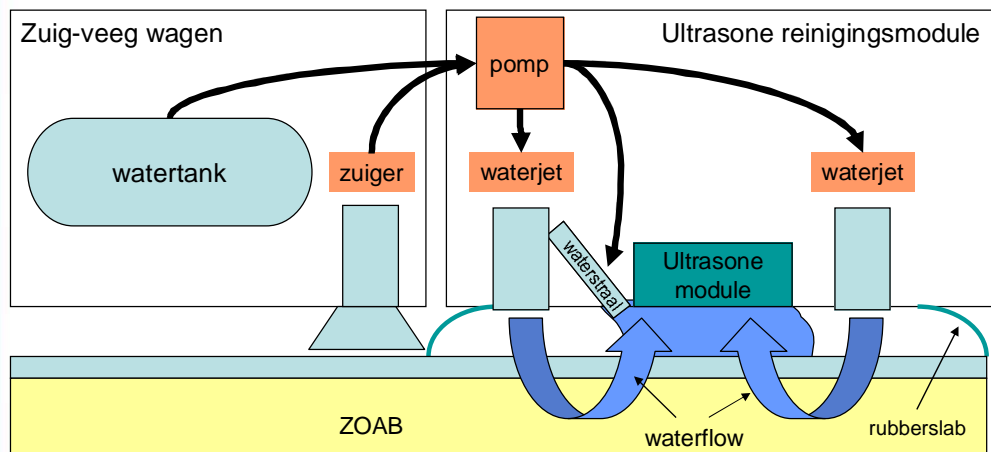 Zuig-veeg wagen
Ultrasone reinigingsmodule
pomp
watertank
zuiger
waterjet
waterjet
waterstraal
Ultrasone
module
ZOAB
waterflow
rubberslab